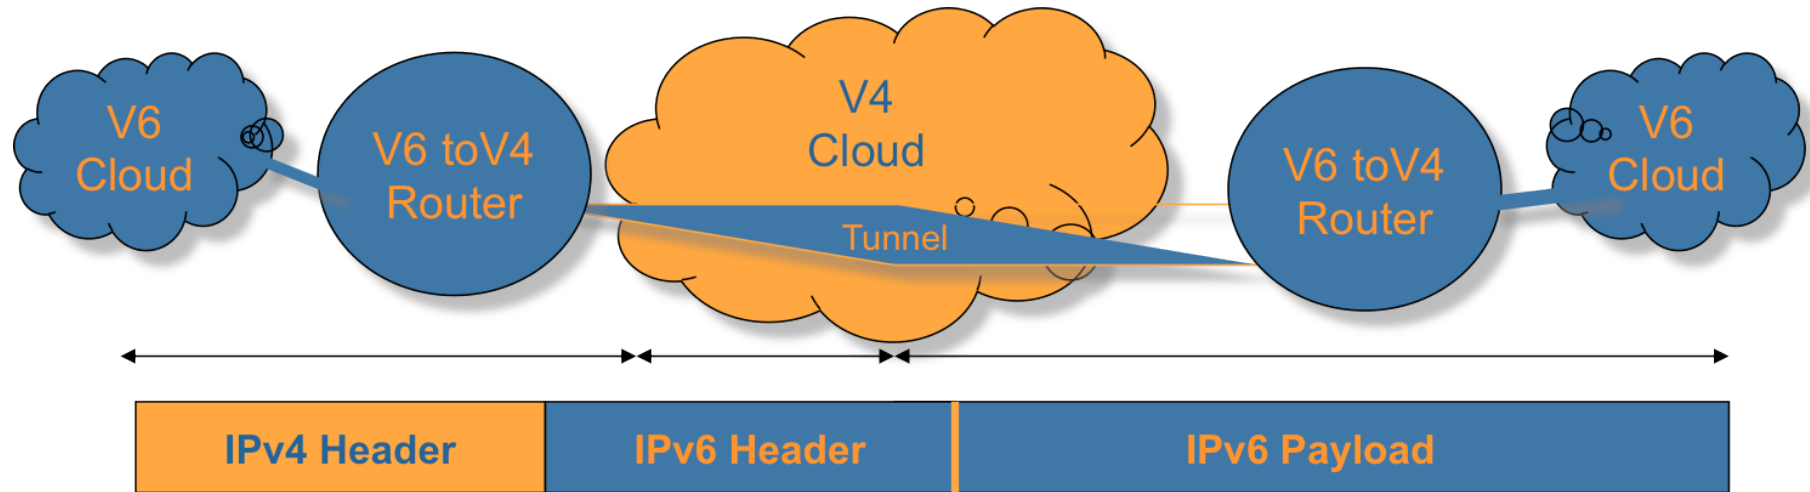 V6
Cloud
V6 toV4
Router
V4
Cloud
Tunnel
V6 toV4
Router
V6
Cloud
IPv4 Header
IPv6 Header
IPv6 Payload